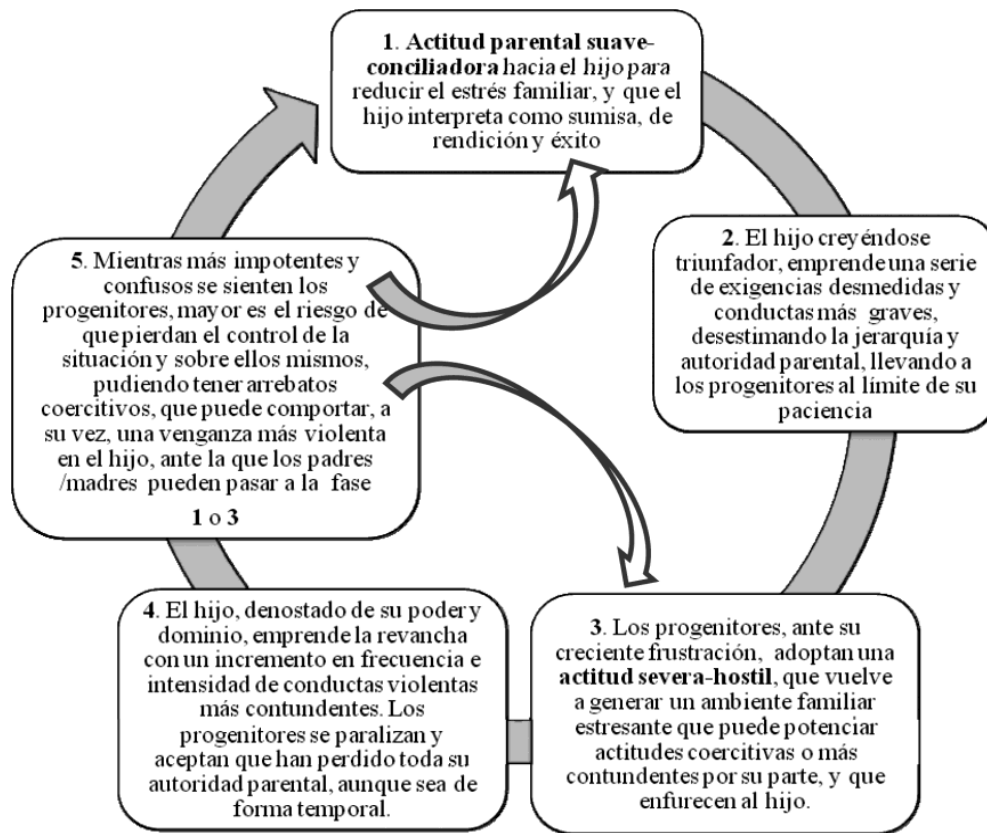 1. Actitud parental suave-
conciliadora hacia el hijo para
reducir el estrés familiar, y que el
hijo interpreta como sumisa, de
rendición y éxito
2. El hijo creyéndose
triunfador, emprende una serie
de exigencias desmedidas y
conductas más graves,
desestimando la jerarquía y
autoridad parental, llevando a
los progenitores al límite de su
paciencia
3. Los progenitores, ante su
creciente frustración, adoptan una
actitud severa-hostil, que vuelve
a generar un ambiente familiar
estresante que puede potenciar
actitudes coercitivas o más
contundentes por su parte, y que
enfurecen al hijo.
4. El hijo, denostado de su poder y
dominio, emprende la revancha
con un incremento en frecuencia e
intensidad de conductas violentas
más contundentes. Los
progenitores se paralizan y
aceptan que han perdido toda su
autoridad parental, aunque sea de
forma temporal.
5. Mientras más impotentes y
confusos se sienten los
progenitores, mayor es el riesgo de
que pierdan el control de la
situación y sobre ellos mismos,
pudiendo tener arrebatos
coercitivos, que puede comportar, a
su vez, una venganza más violenta
en el hijo, ante la que los padres
/madres pueden pasar a la fase
1 o 3